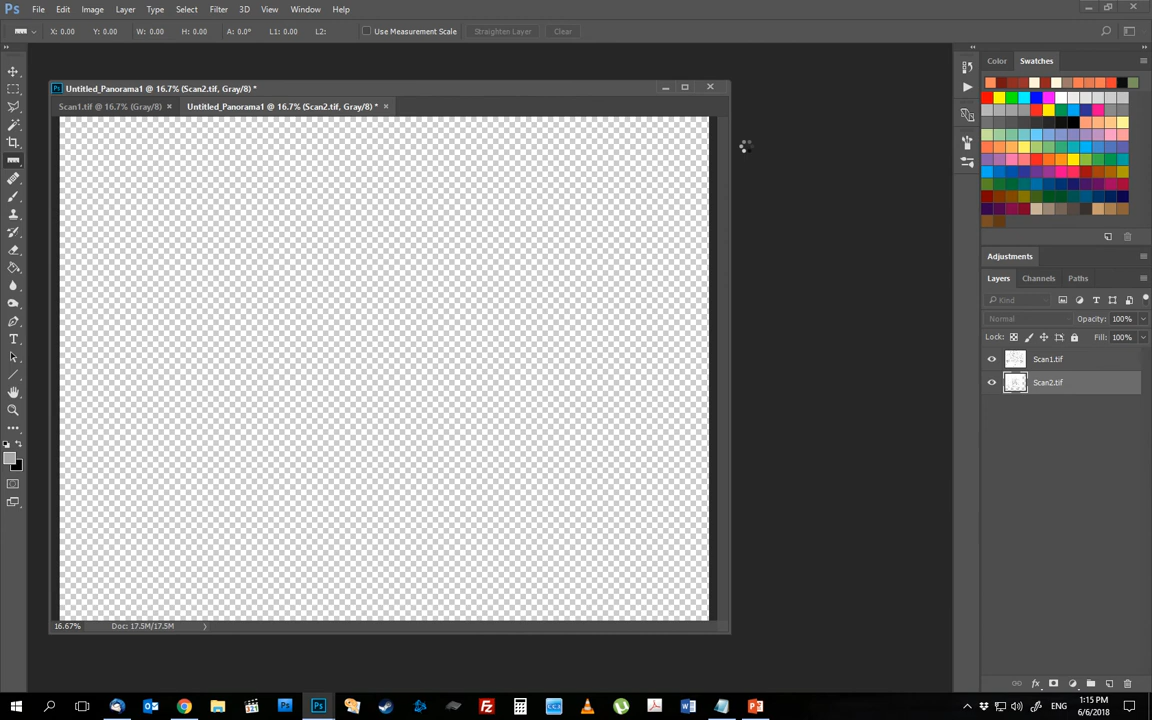 Ps File Edit Image Layer Type Select Filter 3D View Window Help
X: 0.00 Y: 0.00 W: 0.00 H: 0.00 A: 0.0° L1: 0.00 L2: Use Measurement Scale Straighten Layer Clear
Color Swatches
Ps Untitled_Panorama1 @ 16.7% (Scan2.tif, Gray/8) *
Scan1.tif @ 16.7% (Gray/8) × Untitled_Panorama1 @ 16.7% (Scan2.tif, Gray/8) * ×
Adjustments
Layers Channels Paths
Kind
Normal Opacity: 100%
Lock: Fill: 100%
Scan1.tif
Scan2.tif
16.67% Doc: 17.5M/17.5M
fx
ENG 1:15 PM
6/6/2018